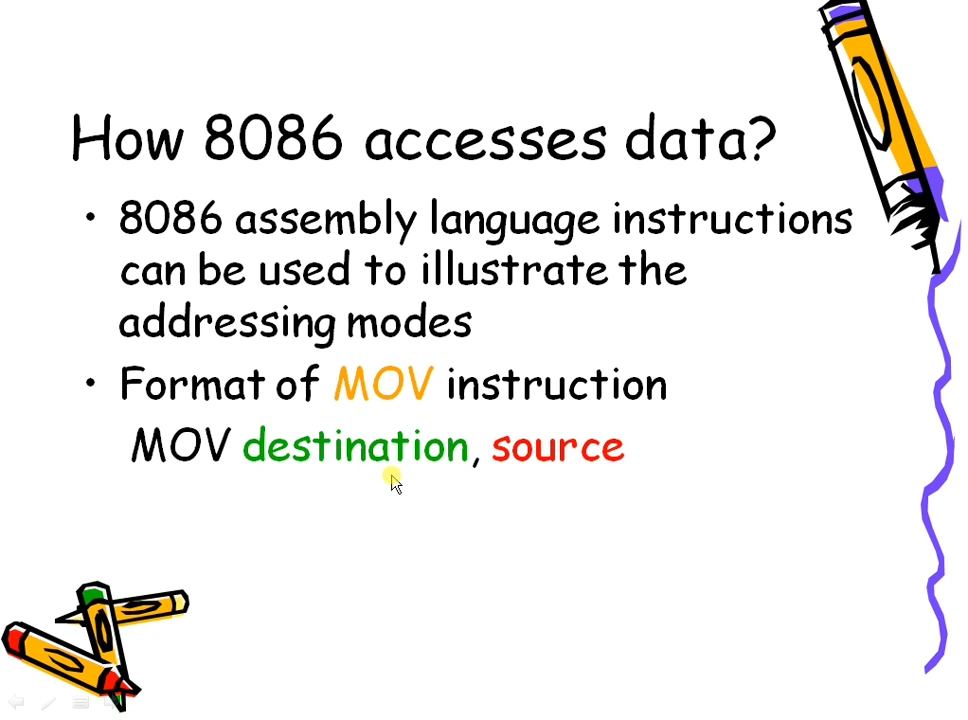 How 8086 accesses data?
• 8086 assembly language instructions
can be used to illustrate the
addressing modes
• Format of MOV instruction
MOV destination, source